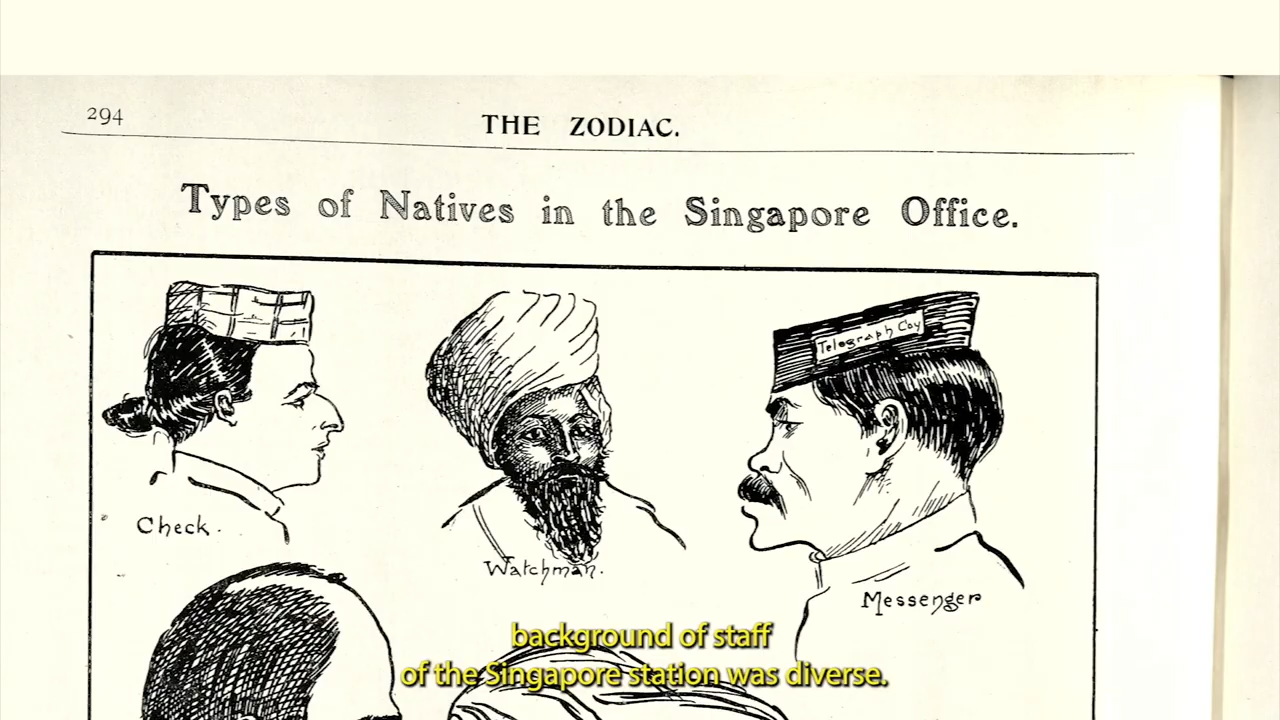 294
THE ZODIAC.
Types of Natives in the Singapore Office.
Telegraph Coy
Check.
Watchman.
Messenger
background of staff
of the Singapore station was diverse.